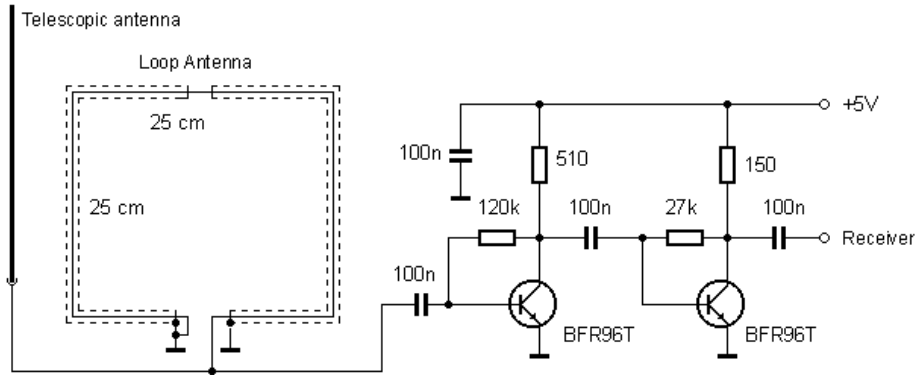 Telescopic antenna
Loop Antenna
25 cm
25 cm
+5V
100n
510
150
120k
100n
27k
100n
Receiver
100n
BFR96T
BFR96T